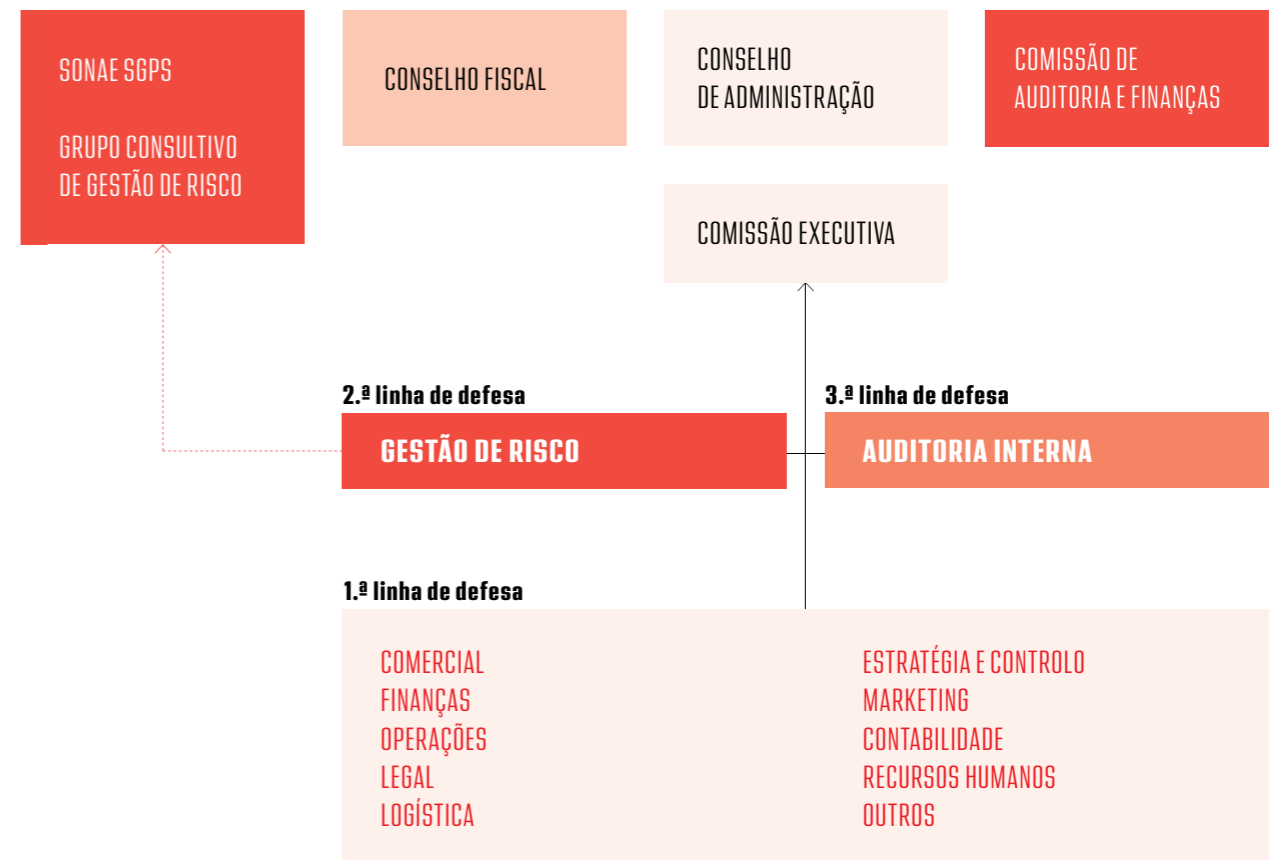 SONAE SGPS
GRUPO CONSULTIVO
DE GESTÃO DE RISCO
CONSELHO FISCAL
CONSELHO
DE ADMINISTRAÇÃO
COMISSÃO DE
AUDITORIA E FINANÇAS
COMISSÃO EXECUTIVA
2.ª linha de defesa
GESTÃO DE RISCO
3.ª linha de defesa
AUDITORIA INTERNA
1.ª linha de defesa
COMERCIAL
FINANÇAS
OPERAÇÕES
LEGAL
LOGÍSTICA
ESTRATÉGIA E CONTROLO
MARKETING
CONTABILIDADE
RECURSOS HUMANOS
OUTROS